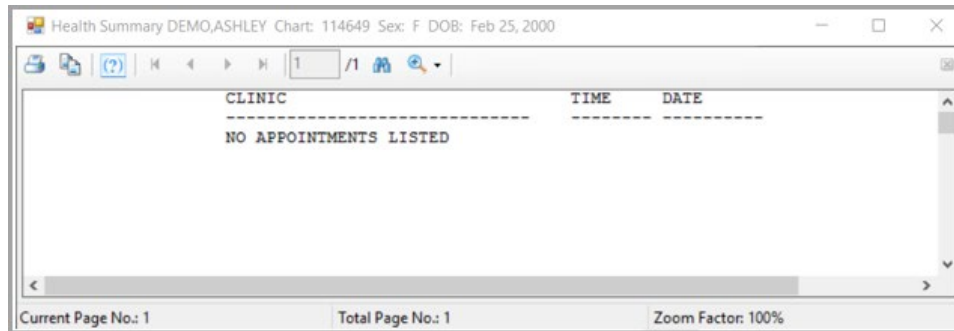 Health Summary DEMO,ASHLEY Chart: 114649 Sex: F DOB: Feb 25, 2000
(?) 1 /1
CLINIC TIME DATE
------------------------------ -------- ----------
NO APPOINTMENTS LISTED
Current Page No.: 1 Total Page No.: 1 Zoom Factor: 100%